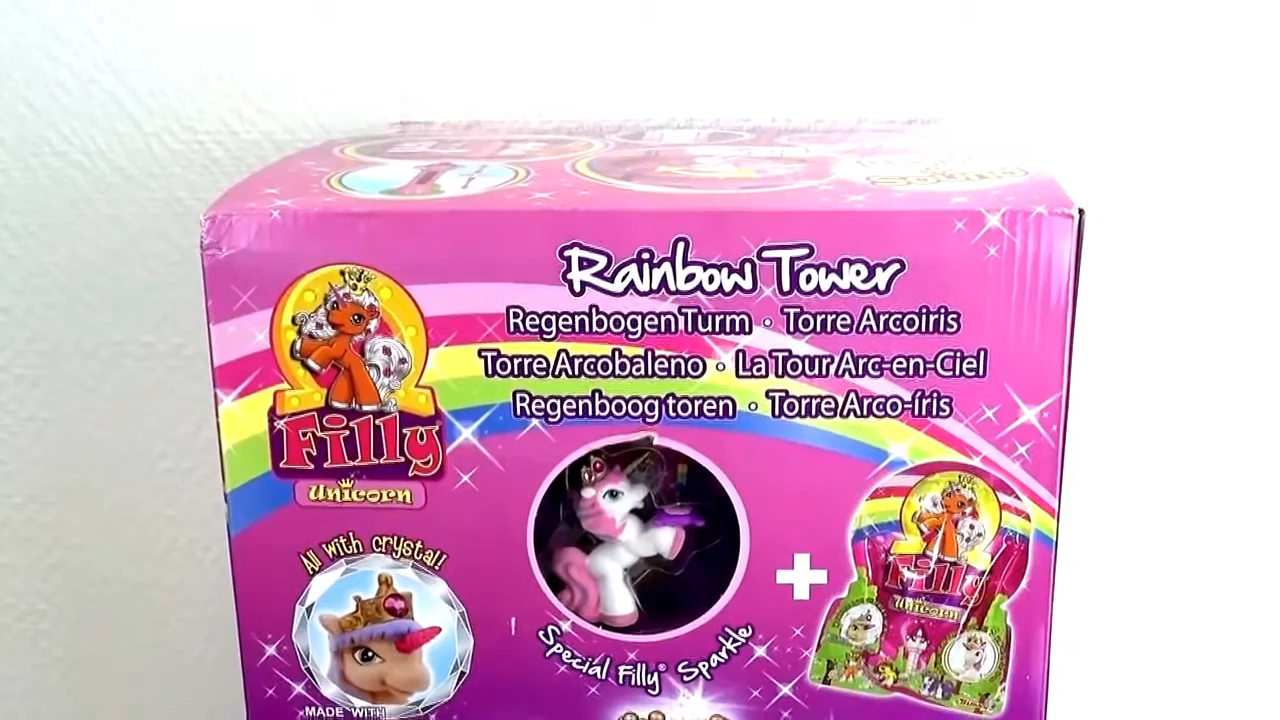 Rainbow Tower
Regenbogen Turm • Torre Arcoiris
Torre Arcobaleno • La Tour Arc-en-Ciel
Regenboog toren • Torre Arco-íris
Filly
Unicorn
All with crystal!
MADE WITH
Special Filly® Sparkle
+
Filly
Unicorn